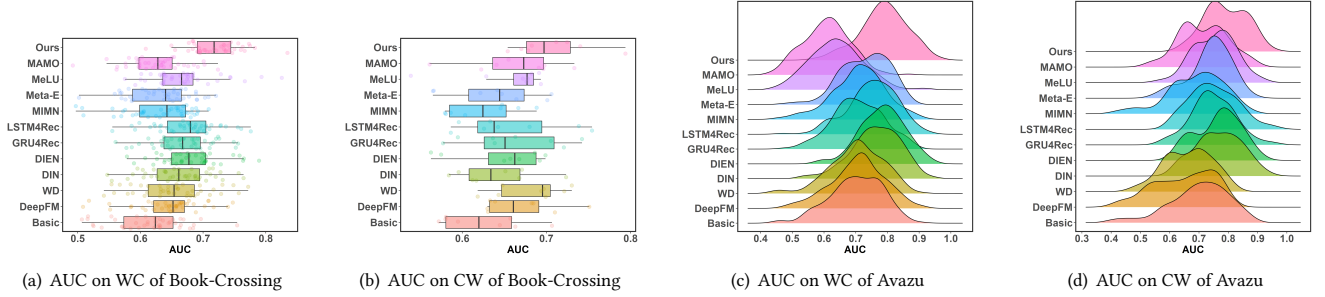 Ours
MAMO
MeLU
Meta-E
MIMN
LSTM4Rec
GRU4Rec
DIEN
DIN
WD
DeepFM
Basic
0.5 0.6 0.7 0.8
AUC
(a) AUC on WC of Book-Crossing
Ours
MAMO
MeLU
Meta-E
MIMN
LSTM4Rec
GRU4Rec
DIEN
DIN
WD
DeepFM
Basic
0.6 0.7 0.8
AUC
(b) AUC on CW of Book-Crossing
Ours
MAMO
MeLU
Meta-E
MIMN
LSTM4Rec
GRU4Rec
DIEN
DIN
WD
DeepFM
Basic
0.4 0.5 0.6 0.7 0.8 0.9 1.0
AUC
(c) AUC on WC of Avazu
Ours
MAMO
MeLU
Meta-E
MIMN
LSTM4Rec
GRU4Rec
DIEN
DIN
WD
DeepFM
Basic
0.3 0.4 0.5 0.6 0.7 0.8 0.9 1.0
AUC
(d) AUC on CW of Avazu